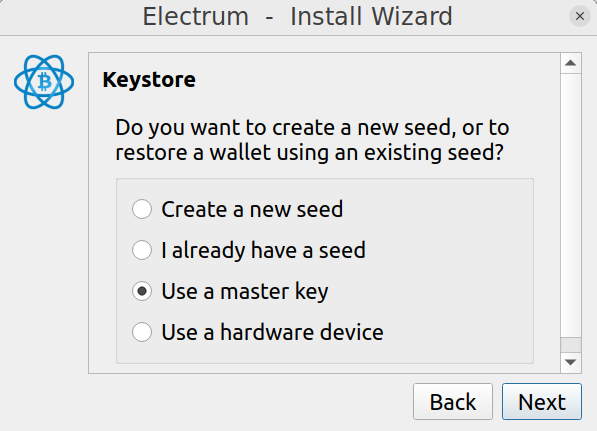 Electrum - Install Wizard
Keystore
Do you want to create a new seed, or to
restore a wallet using an existing seed?
Create a new seed
I already have a seed
Use a master key
Use a hardware device
Back Next